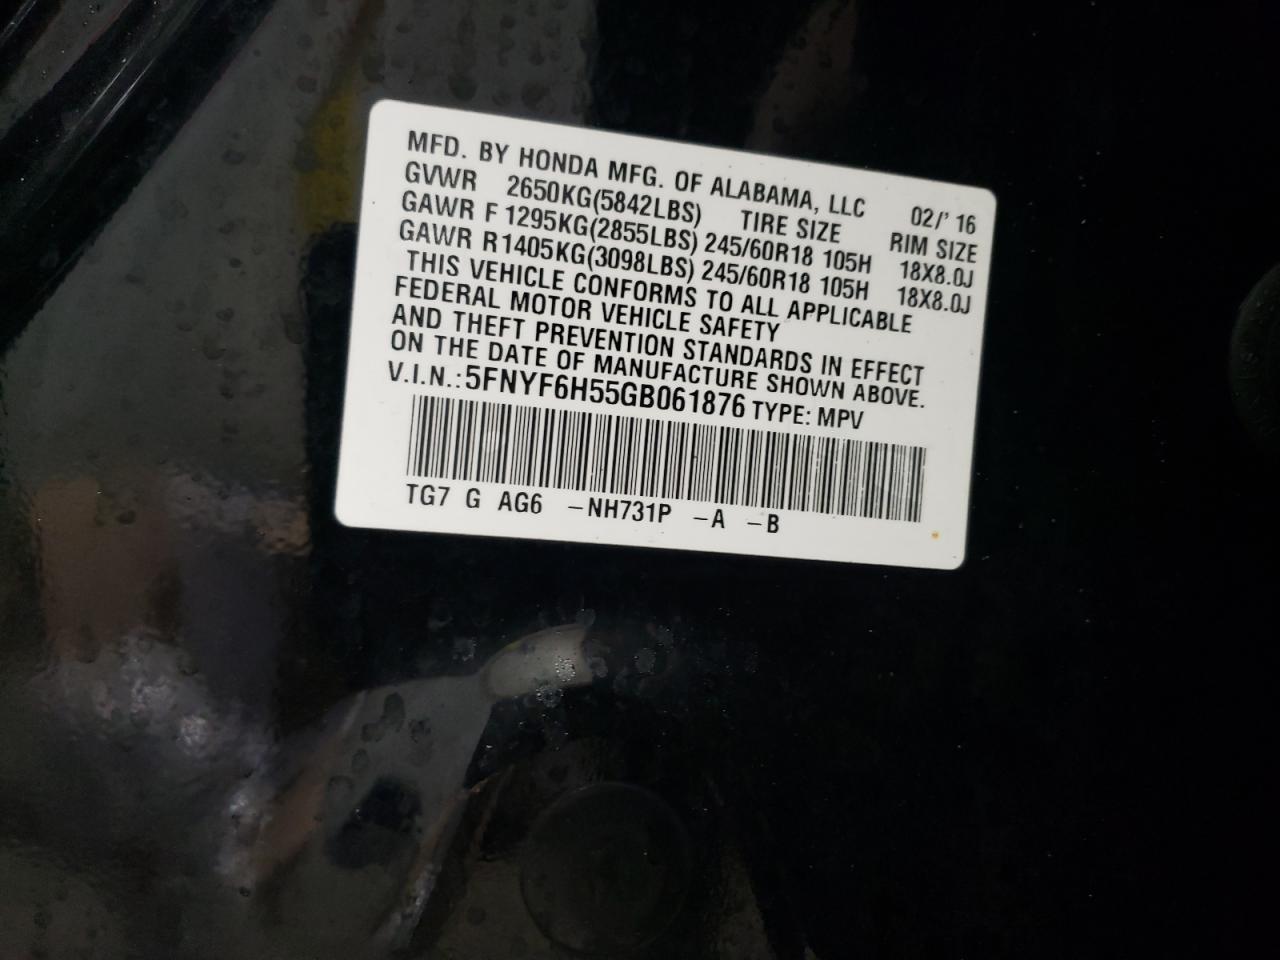 MFD. BY HONDA MFG. OF ALABAMA, LLC 02/' 16
GVWR 2650KG(5842LBS) TIRE SIZE RIM SIZE
GAWR F 1295KG(2855LBS) 245/60R18 105H 18X8.0J
GAWR R 1405KG(3098LBS) 245/60R18 105H 18X8.0J
THIS VEHICLE CONFORMS TO ALL APPLICABLE
FEDERAL MOTOR VEHICLE SAFETY
AND THEFT PREVENTION STANDARDS IN EFFECT
ON THE DATE OF MANUFACTURE SHOWN ABOVE.
V.I.N.: 5FNYF6H55GB061876 TYPE: MPV
TG7 G AG6 -NH731P -A -B